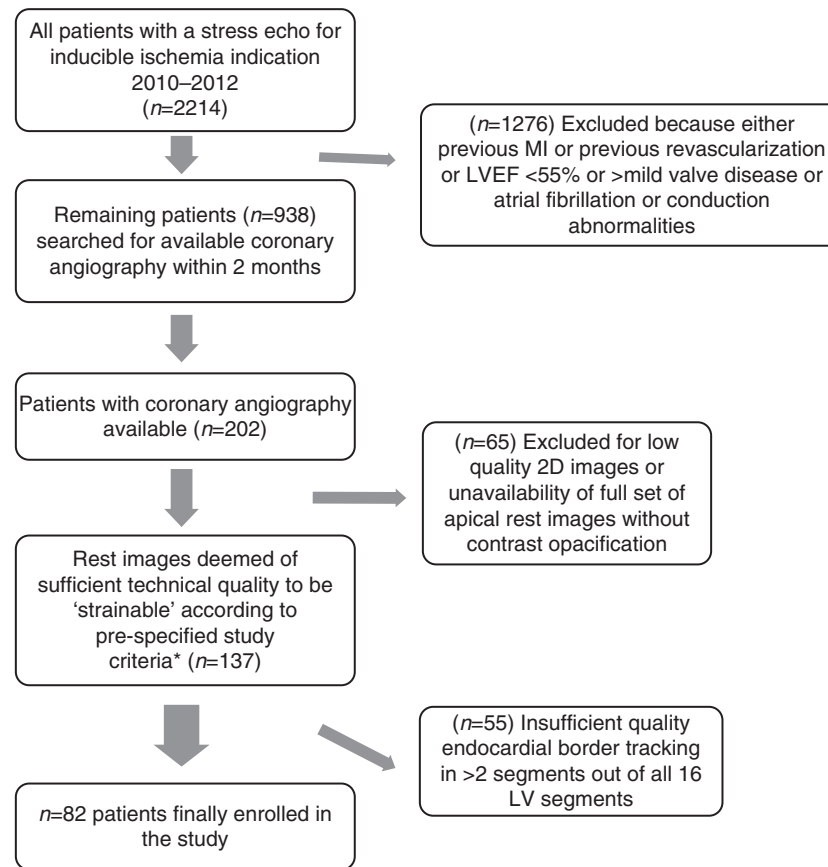 All patients with a stress echo for
inducible ischemia indication
2010–2012
(n=2214)
(n=1276) Excluded because either
previous MI or previous revascularization
or LVEF <55% or >mild valve disease or
atrial fibrillation or conduction
abnormalities
Remaining patients (n=938)
searched for available coronary
angiography within 2 months
Patients with coronary angiography
available (n=202)
(n=65) Excluded for low
quality 2D images or
unavailability of full set of
apical rest images without
contrast opacification
Rest images deemed of
sufficient technical quality to be
‘strainable’ according to
pre-specified study
criteria* (n=137)
(n=55) Insufficient quality
endocardial border tracking
in >2 segments out of all 16
LV segments
n=82 patients finally enrolled in
the study